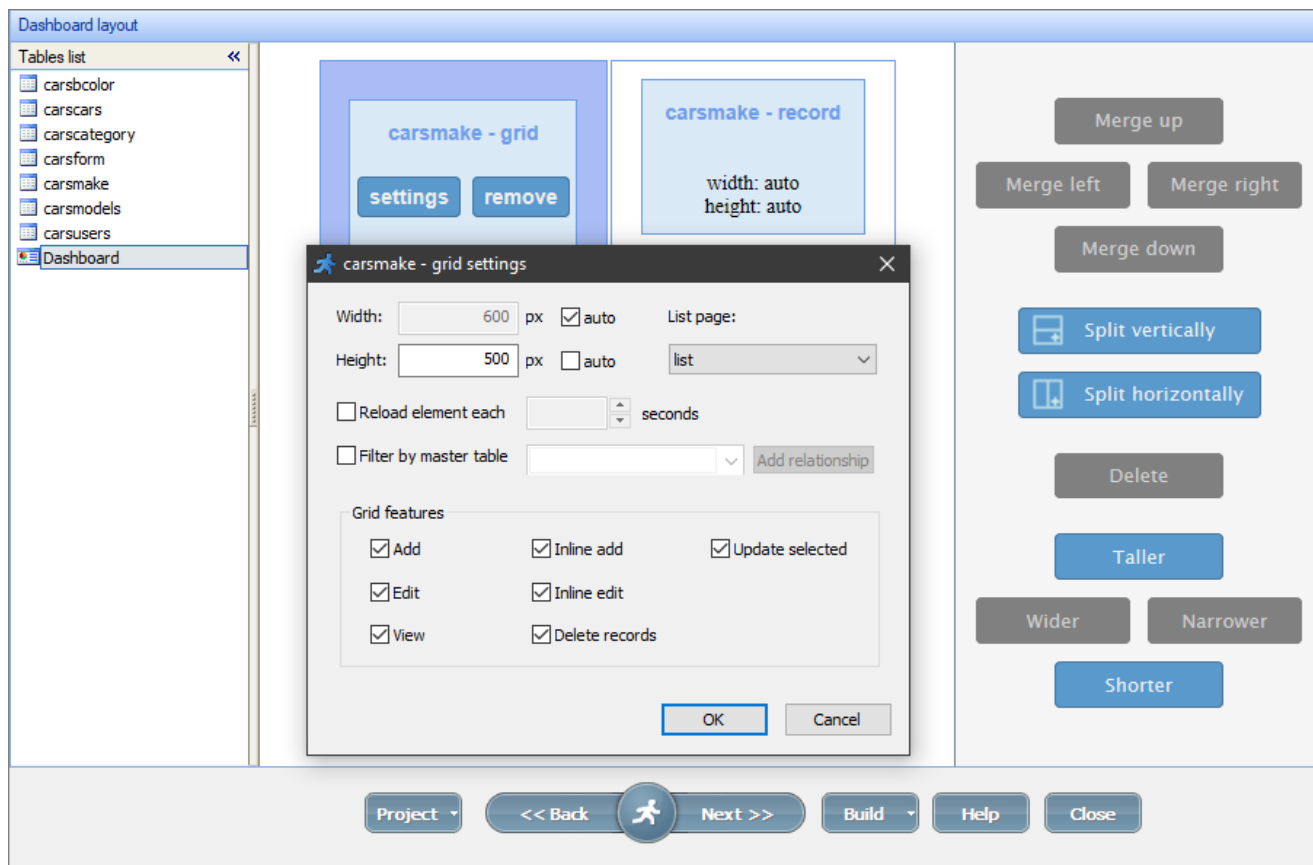 Dashboard layout
Tables list
carsbcolor
carscars
carscategory
carsform
carsmake
carsmodels
carsusers
Dashboard
carsmake - grid
settings remove
carsmake - record
width: auto
height: auto
carsmake - grid settings
Width: 600 px auto List page:
Height: 500 px auto list
Reload element each seconds
Filter by master table Add relationship
Grid features
Add Inline add Update selected
Edit Inline edit
View Delete records
OK Cancel
Merge up
Merge left Merge right
Merge down
Split vertically
Split horizontally
Delete
Taller
Wider Narrower
Shorter
Project << Back Next >> Build Help Close